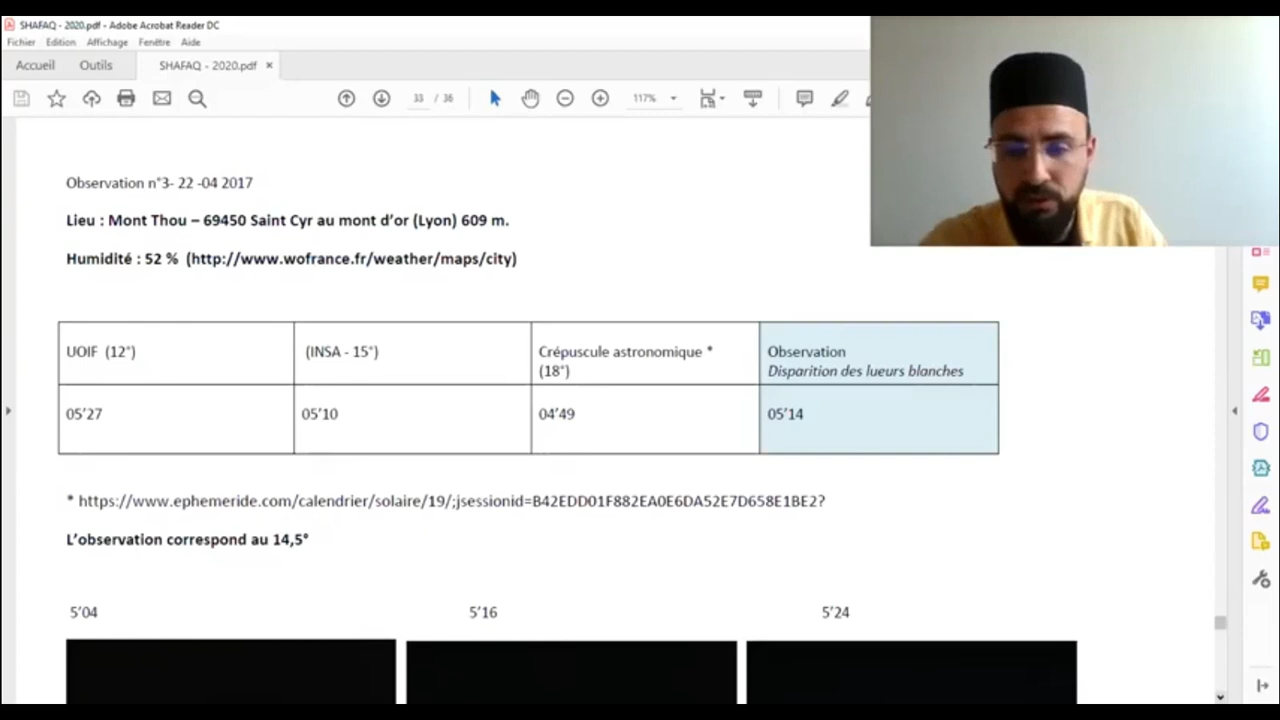 SHAFAQ - 2020.pdf - Adobe Acrobat Reader DC
Fichier Edition Affichage Fenêtre Aide
Accueil Outils SHAFAQ - 2020.pdf ×
33 / 36 117%
Observation n°3- 22 -04 2017
Lieu : Mont Thou – 69450 Saint Cyr au mont d’or (Lyon) 609 m.
Humidité : 52 % (http://www.wofrance.fr/weather/maps/city)
UOIF (12°) (INSA - 15°) Crépuscule astronomique * Observation
(18°) Disparition des lueurs blanches
05’27 05’10 04’49 05’14
* https://www.ephemeride.com/calendrier/solaire/19/;jsessionid=B42EDD01F882EA0E6DA52E7D658E1BE2?
L’observation correspond au 14,5°
5’04 5’16 5’24